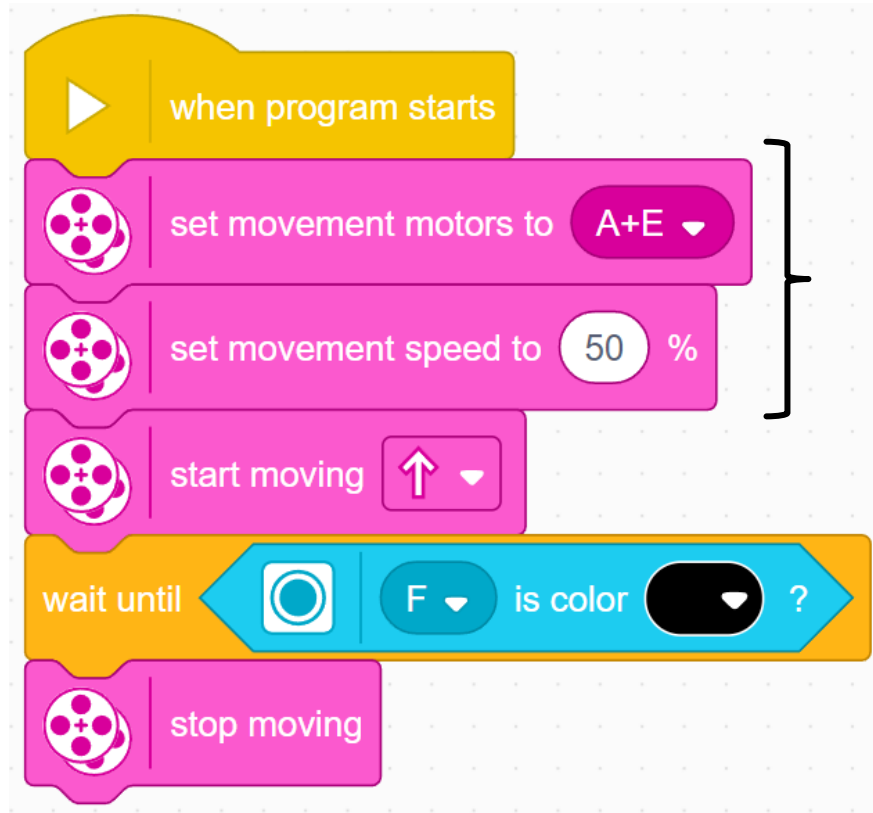 when program starts
set movement motors to A+E
set movement speed to 50 %
start moving
wait until F is color ?
stop moving